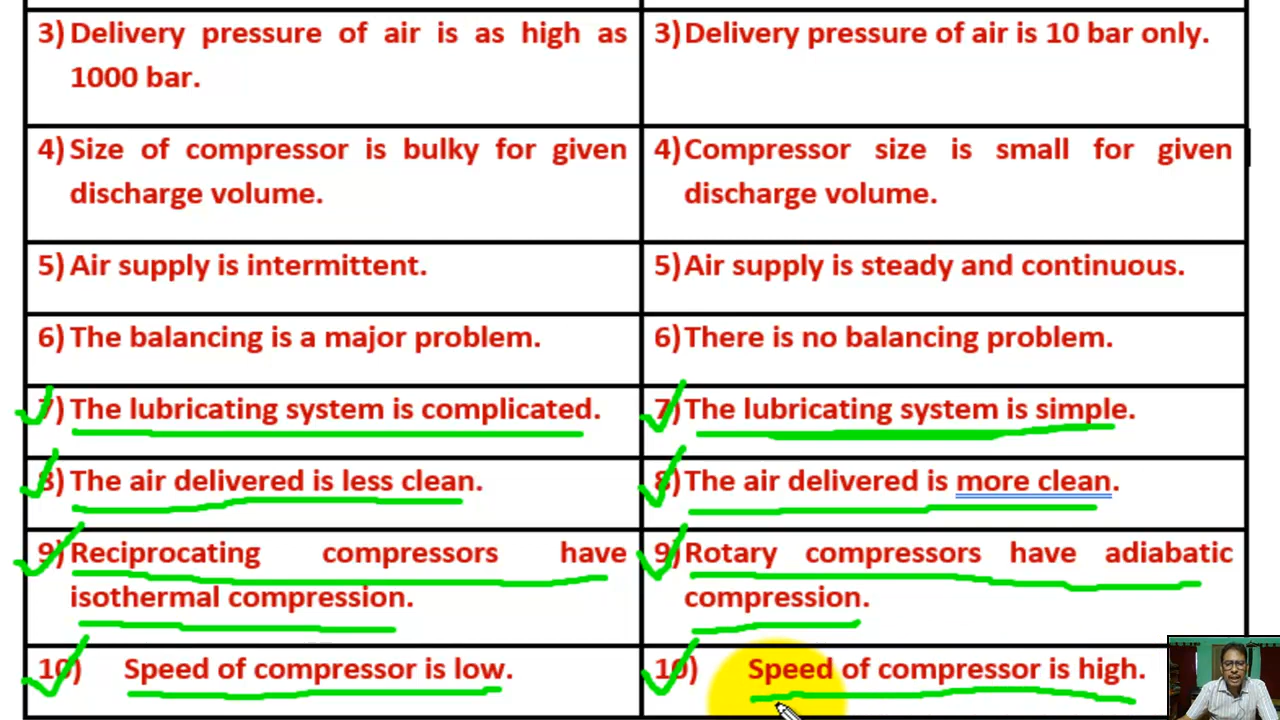 3) Delivery pressure of air is as high as
1000 bar.
3) Delivery pressure of air is 10 bar only.
4) Size of compressor is bulky for given
discharge volume.
4) Compressor size is small for given
discharge volume.
5) Air supply is intermittent.
5) Air supply is steady and continuous.
6) The balancing is a major problem.
6) There is no balancing problem.
7) The lubricating system is complicated.
7) The lubricating system is simple.
8) The air delivered is less clean.
8) The air delivered is more clean.
9) Reciprocating compressors have
isothermal compression.
9) Rotary compressors have adiabatic
compression.
10) Speed of compressor is low.
10) Speed of compressor is high.